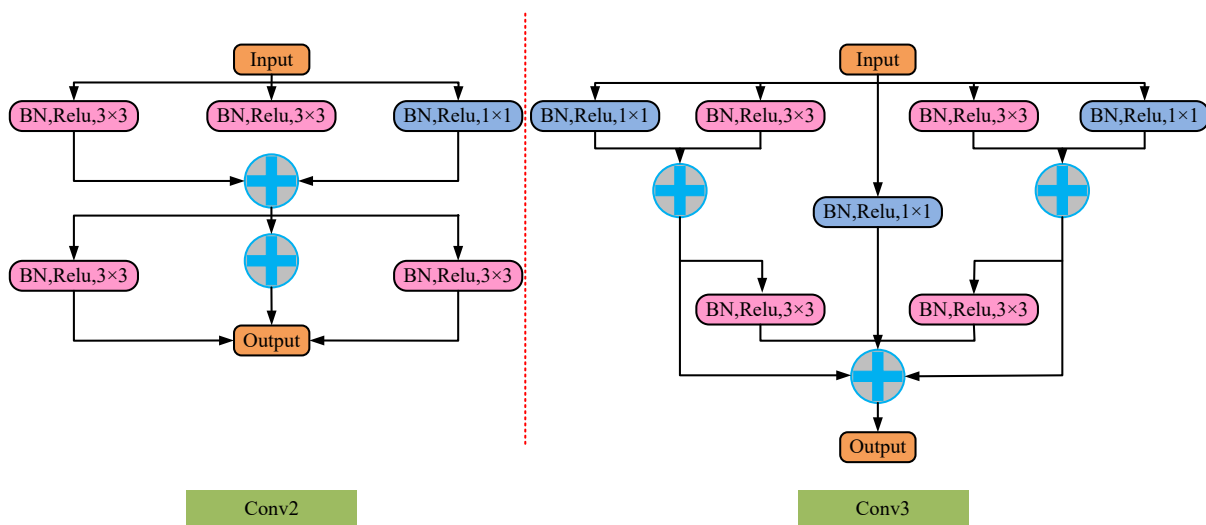 Input
BN,Relu,3×3
BN,Relu,3×3
BN,Relu,1×1
BN,Relu,3×3
BN,Relu,3×3
Output
Conv2
Input
BN,Relu,1×1
BN,Relu,3×3
BN,Relu,3×3
BN,Relu,1×1
BN,Relu,1×1
BN,Relu,3×3
BN,Relu,3×3
Output
Conv3